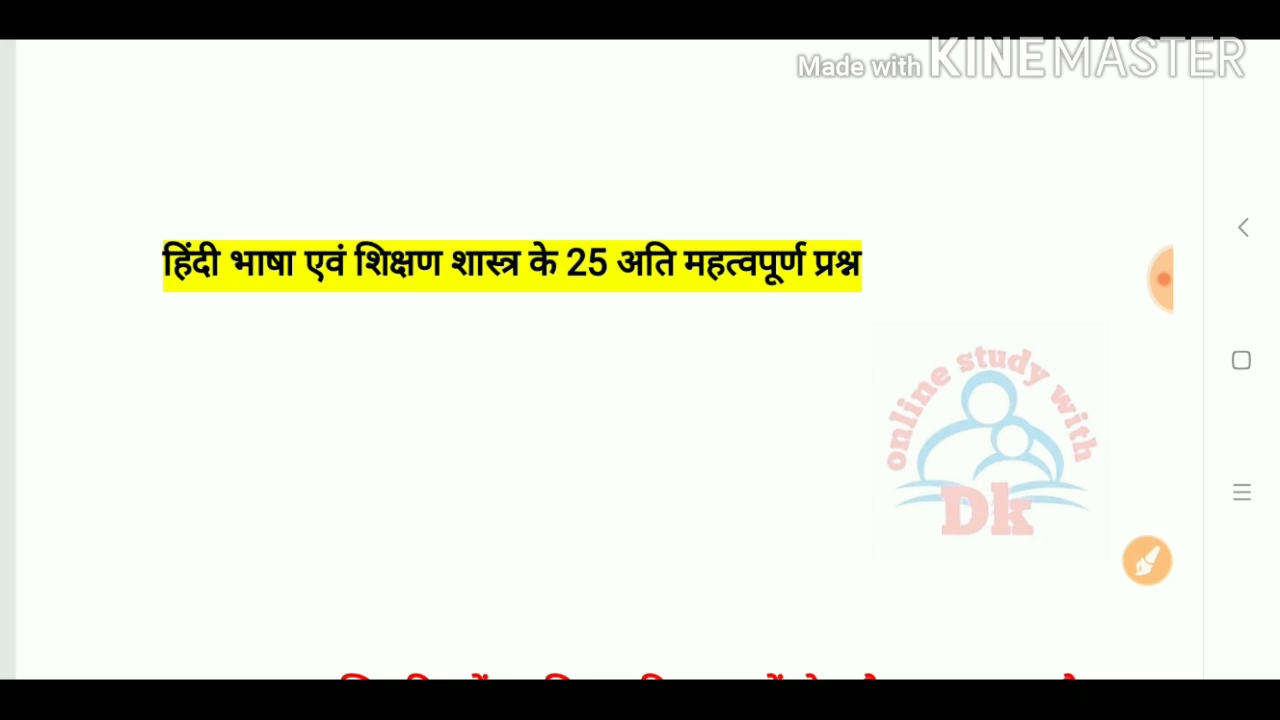 Made with KINEMASTER
हिंदी भाषा एवं शिक्षण शास्त्र के 25 अति महत्वपूर्ण प्रश्न
online study with
Dk